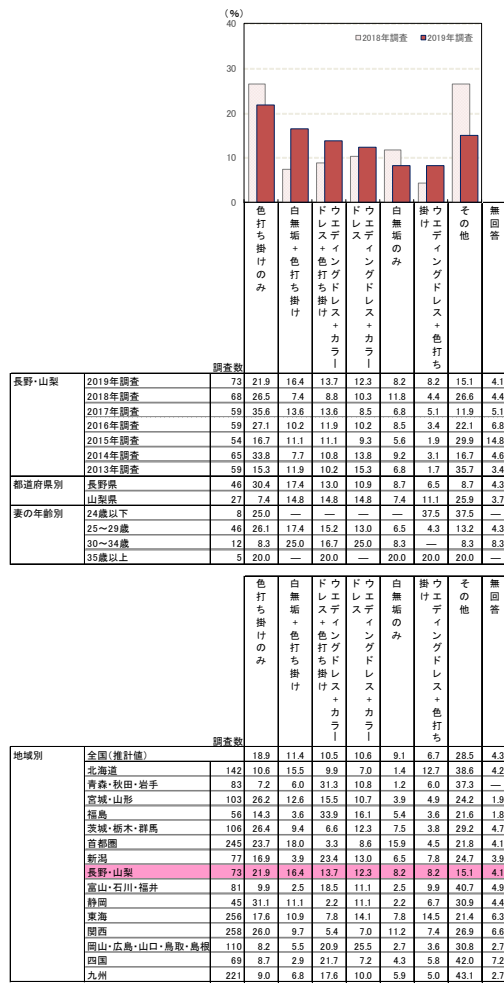 (%)
40
30
20
10
0
□2018年調査 ■2019年調査
色打ち掛けのみ
白無垢+色打ち掛け
ウエディングドレス+カラードレス+色打ち掛け
ウエディングドレス+カラードレス
白無垢のみ
ウエディングドレス+色打ち掛け
その他
無回答
調査数
長野・山梨 2019年調査 73 21.9 16.4 13.7 12.3 8.2 8.2 15.1 4.1
2018年調査 68 26.5 7.4 8.8 10.3 11.8 4.4 26.6 4.4
2017年調査 59 35.6 13.6 13.6 8.5 6.8 5.1 11.9 5.1
2016年調査 59 27.1 10.2 11.9 10.2 8.5 3.4 22.1 6.8
2015年調査 54 16.7 11.1 11.1 9.3 5.6 1.9 29.9 14.8
2014年調査 65 33.8 7.7 10.8 13.8 9.2 3.1 16.7 4.6
2013年調査 59 15.3 11.9 10.2 15.3 6.8 1.7 35.7 3.4
都道府県別 長野県 46 30.4 17.4 13.0 10.9 8.7 6.5 8.7 4.3
山梨県 27 7.4 14.8 14.8 14.8 7.4 11.1 25.9 3.7
妻の年齢別 24歳以下 8 25.0 — — — — 37.5 37.5 —
25～29歳 46 26.1 17.4 15.2 13.0 6.5 4.3 13.2 4.3
30～34歳 12 8.3 25.0 16.7 25.0 8.3 — 8.3 8.3
35歳以上 5 20.0 — 20.0 — 20.0 20.0 20.0 —
色打ち掛けのみ
白無垢+色打ち掛け
ウエディングドレス+カラードレス+色打ち掛け
ウエディングドレス+カラードレス
白無垢のみ
ウエディングドレス+色打ち掛け
その他
無回答
調査数
地域別 全国(推計値) 18.9 11.4 10.5 10.6 9.1 6.7 28.5 4.3
北海道 142 10.6 15.5 9.9 7.0 1.4 12.7 38.6 4.2
青森・秋田・岩手 83 7.2 6.0 31.3 10.8 1.2 6.0 37.3 —
宮城・山形 103 26.2 12.6 15.5 10.7 3.9 4.9 24.2 1.9
福島 56 14.3 3.6 33.9 16.1 5.4 3.6 21.6 1.8
茨城・栃木・群馬 106 26.4 9.4 6.6 12.3 7.5 3.8 29.2 4.7
首都圏 245 23.7 18.0 3.3 8.6 15.9 4.5 21.8 4.1
新潟 77 16.9 3.9 23.4 13.0 6.5 7.8 24.7 3.9
長野・山梨 73 21.9 16.4 13.7 12.3 8.2 8.2 15.1 4.1
富山・石川・福井 81 9.9 2.5 18.5 11.1 2.5 9.9 40.7 4.9
静岡 45 31.1 11.1 2.2 11.1 2.2 6.7 30.9 4.4
東海 256 17.6 10.9 7.8 14.1 7.8 14.5 21.4 6.3
関西 258 26.0 9.7 5.4 7.0 11.2 7.4 26.9 6.6
岡山・広島・山口・鳥取・島根 110 8.2 5.5 20.9 25.5 2.7 3.6 30.8 2.7
四国 69 8.7 2.9 21.7 7.2 4.3 5.8 42.0 7.2
九州 221 9.0 6.8 17.6 10.0 5.9 5.0 43.1 2.7